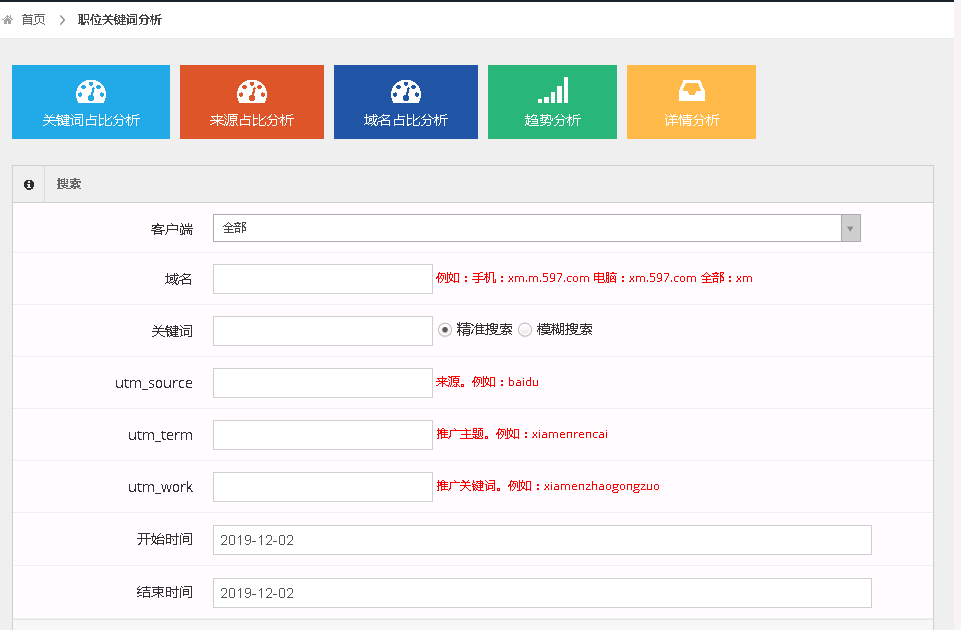 首页 职位关键词分析
关键词占比分析 来源占比分析 域名占比分析 趋势分析 详情分析
搜索
客户端 全部
域名 例如：手机：xm.m.597.com 电脑：xm.597.com 全部：xm
关键词 精准搜索 模糊搜索
utm_source 来源。例如：baidu
utm_term 推广主题。例如：xiamenrencai
utm_work 推广关键词。例如：xiamenzhaogongzuo
开始时间 2019-12-02
结束时间 2019-12-02